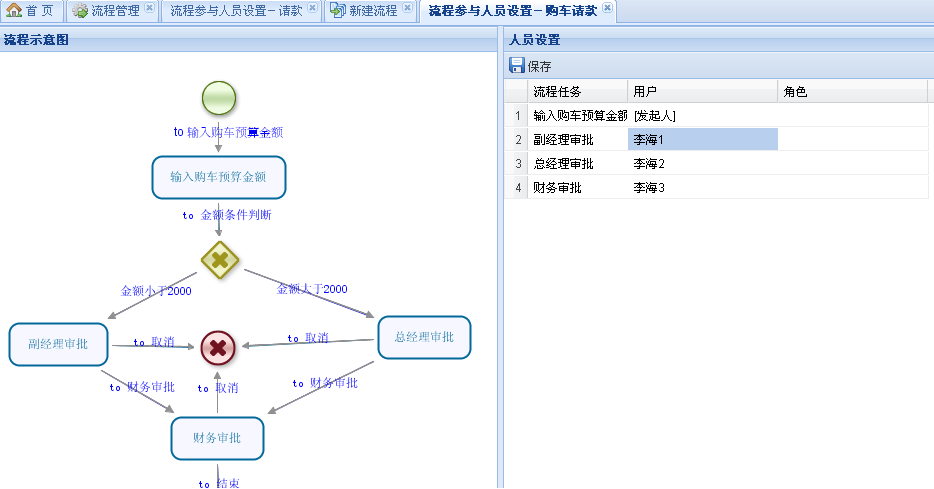 首 页 流程管理 流程参与人员设置－请款 新建流程 流程参与人员设置－购车请款
流程示意图
to 输入购车预算金额
输入购车预算金额
to 金额条件判断
金额小于2000 金额大于2000
副经理审批 to 取消 to 取消 总经理审批
to 财务审批 to 取消 to 财务审批
财务审批
to 结束
人员设置
保存
流程任务 用户 角色
1 输入购车预算金额 [发起人]
2 副经理审批 李海1
3 总经理审批 李海2
4 财务审批 李海3